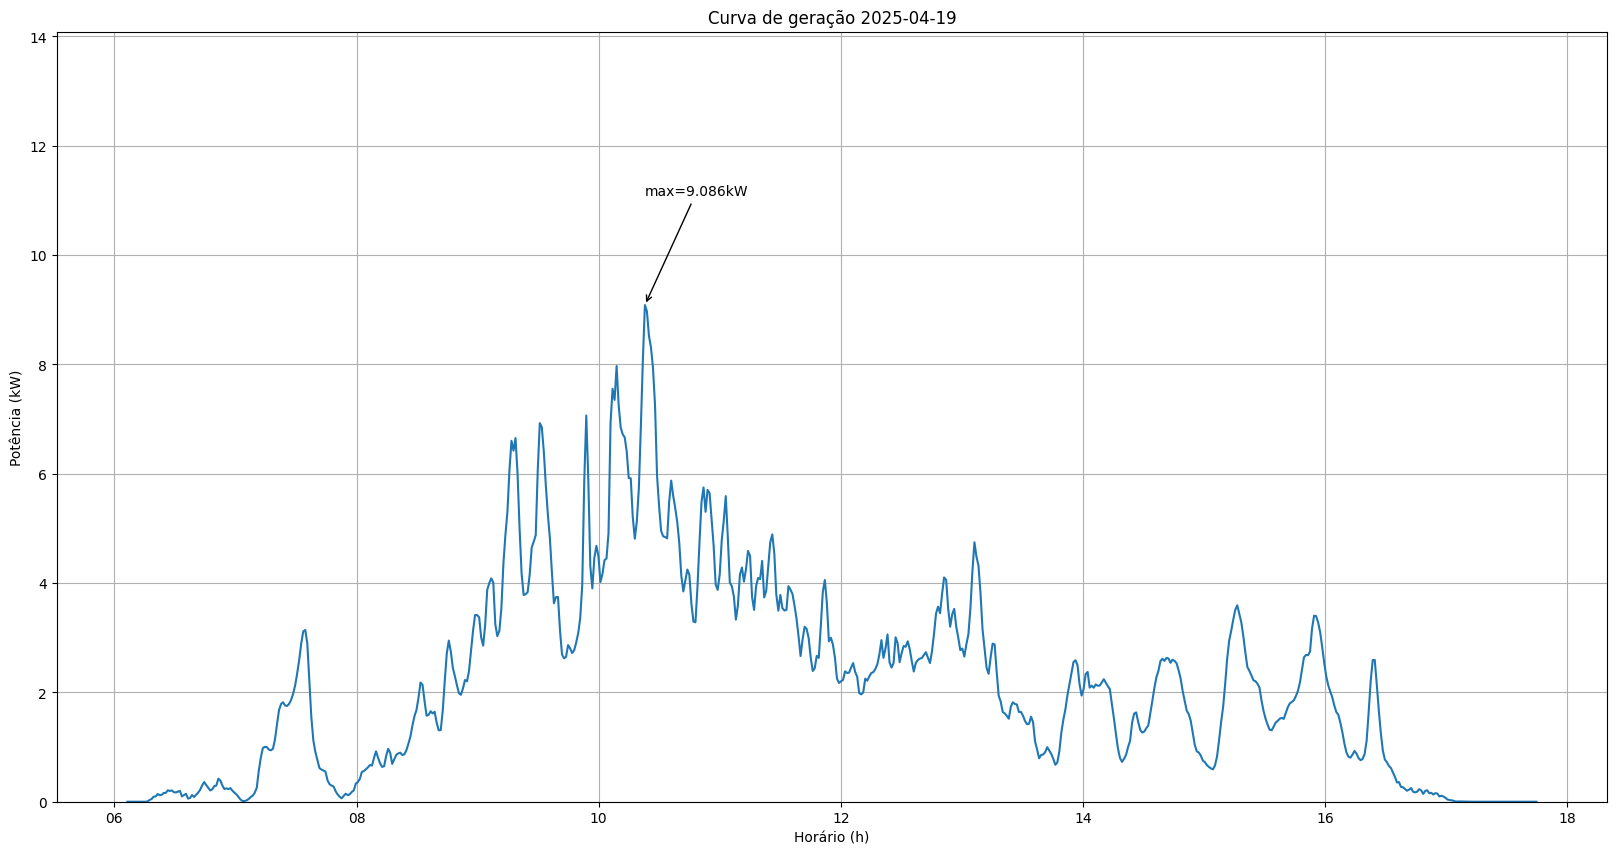 Curva de geração 2025-04-19
14
12
10
8
6
4
2
0
Potência (kW)
max=9.086kW
06 08 10 12 14 16 18
Horário (h)